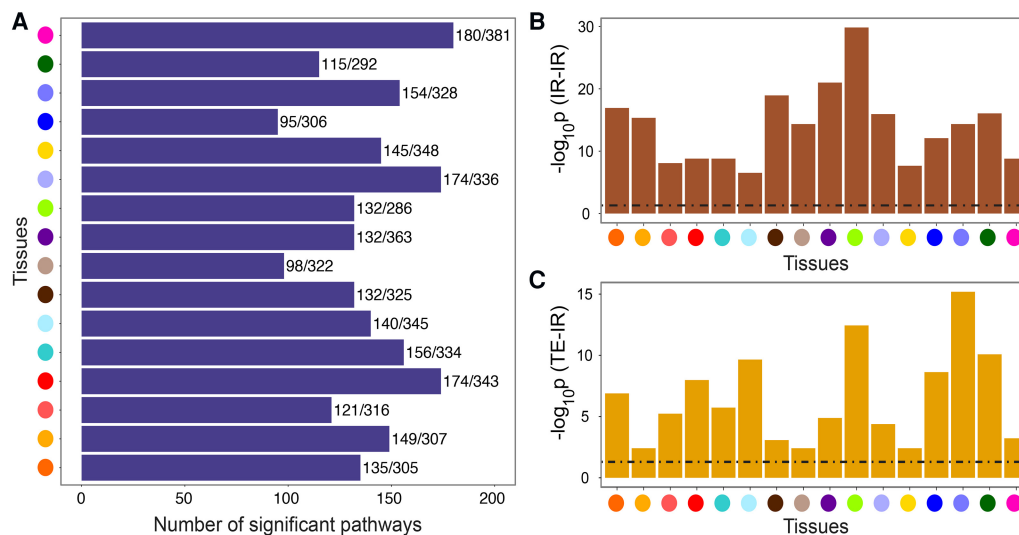 A
180/381
115/292
154/328
95/306
145/348
174/336
132/286
132/363
98/322
132/325
140/345
156/334
174/343
121/316
149/307
135/305
Tissues
0 50 100 150 200
Number of significant pathways
B
30
20
10
0
-log10p (IR-IR)
Tissues
C
15
10
5
0
-log10p (TE-IR)
Tissues